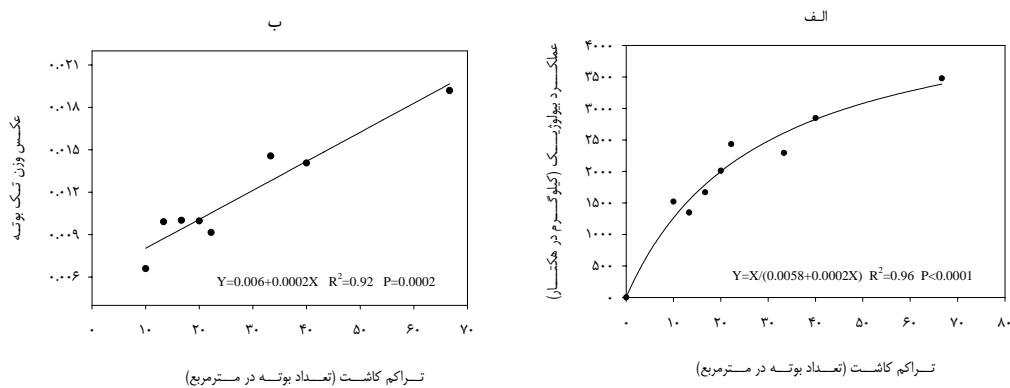 الف
عملکرد بیولوژیک (کیلوگرم در هکتار)
۴۰۰۰
۳۵۰۰
۳۰۰۰
۲۵۰۰
۲۰۰۰
۱۵۰۰
۱۰۰۰
۵۰۰
۰
Y=X/(0.0058+0.0002X) R²=0.96 P<0.0001
۰ ۱۰ ۲۰ ۳۰ ۴۰ ۵۰ ۶۰ ۷۰ ۸۰
تراکم کاشت (تعداد بوته در مترمربع)
ب
عکس وزن تک بوته
۰.۰۲۱
۰.۰۱۸
۰.۰۱۵
۰.۰۱۲
۰.۰۰۹
۰.۰۰۶
Y=0.006+0.0002X R²=0.92 P=0.0002
۰ ۱۰ ۲۰ ۳۰ ۴۰ ۵۰ ۶۰ ۷۰
تراکم کاشت (تعداد بوته در مترمربع)